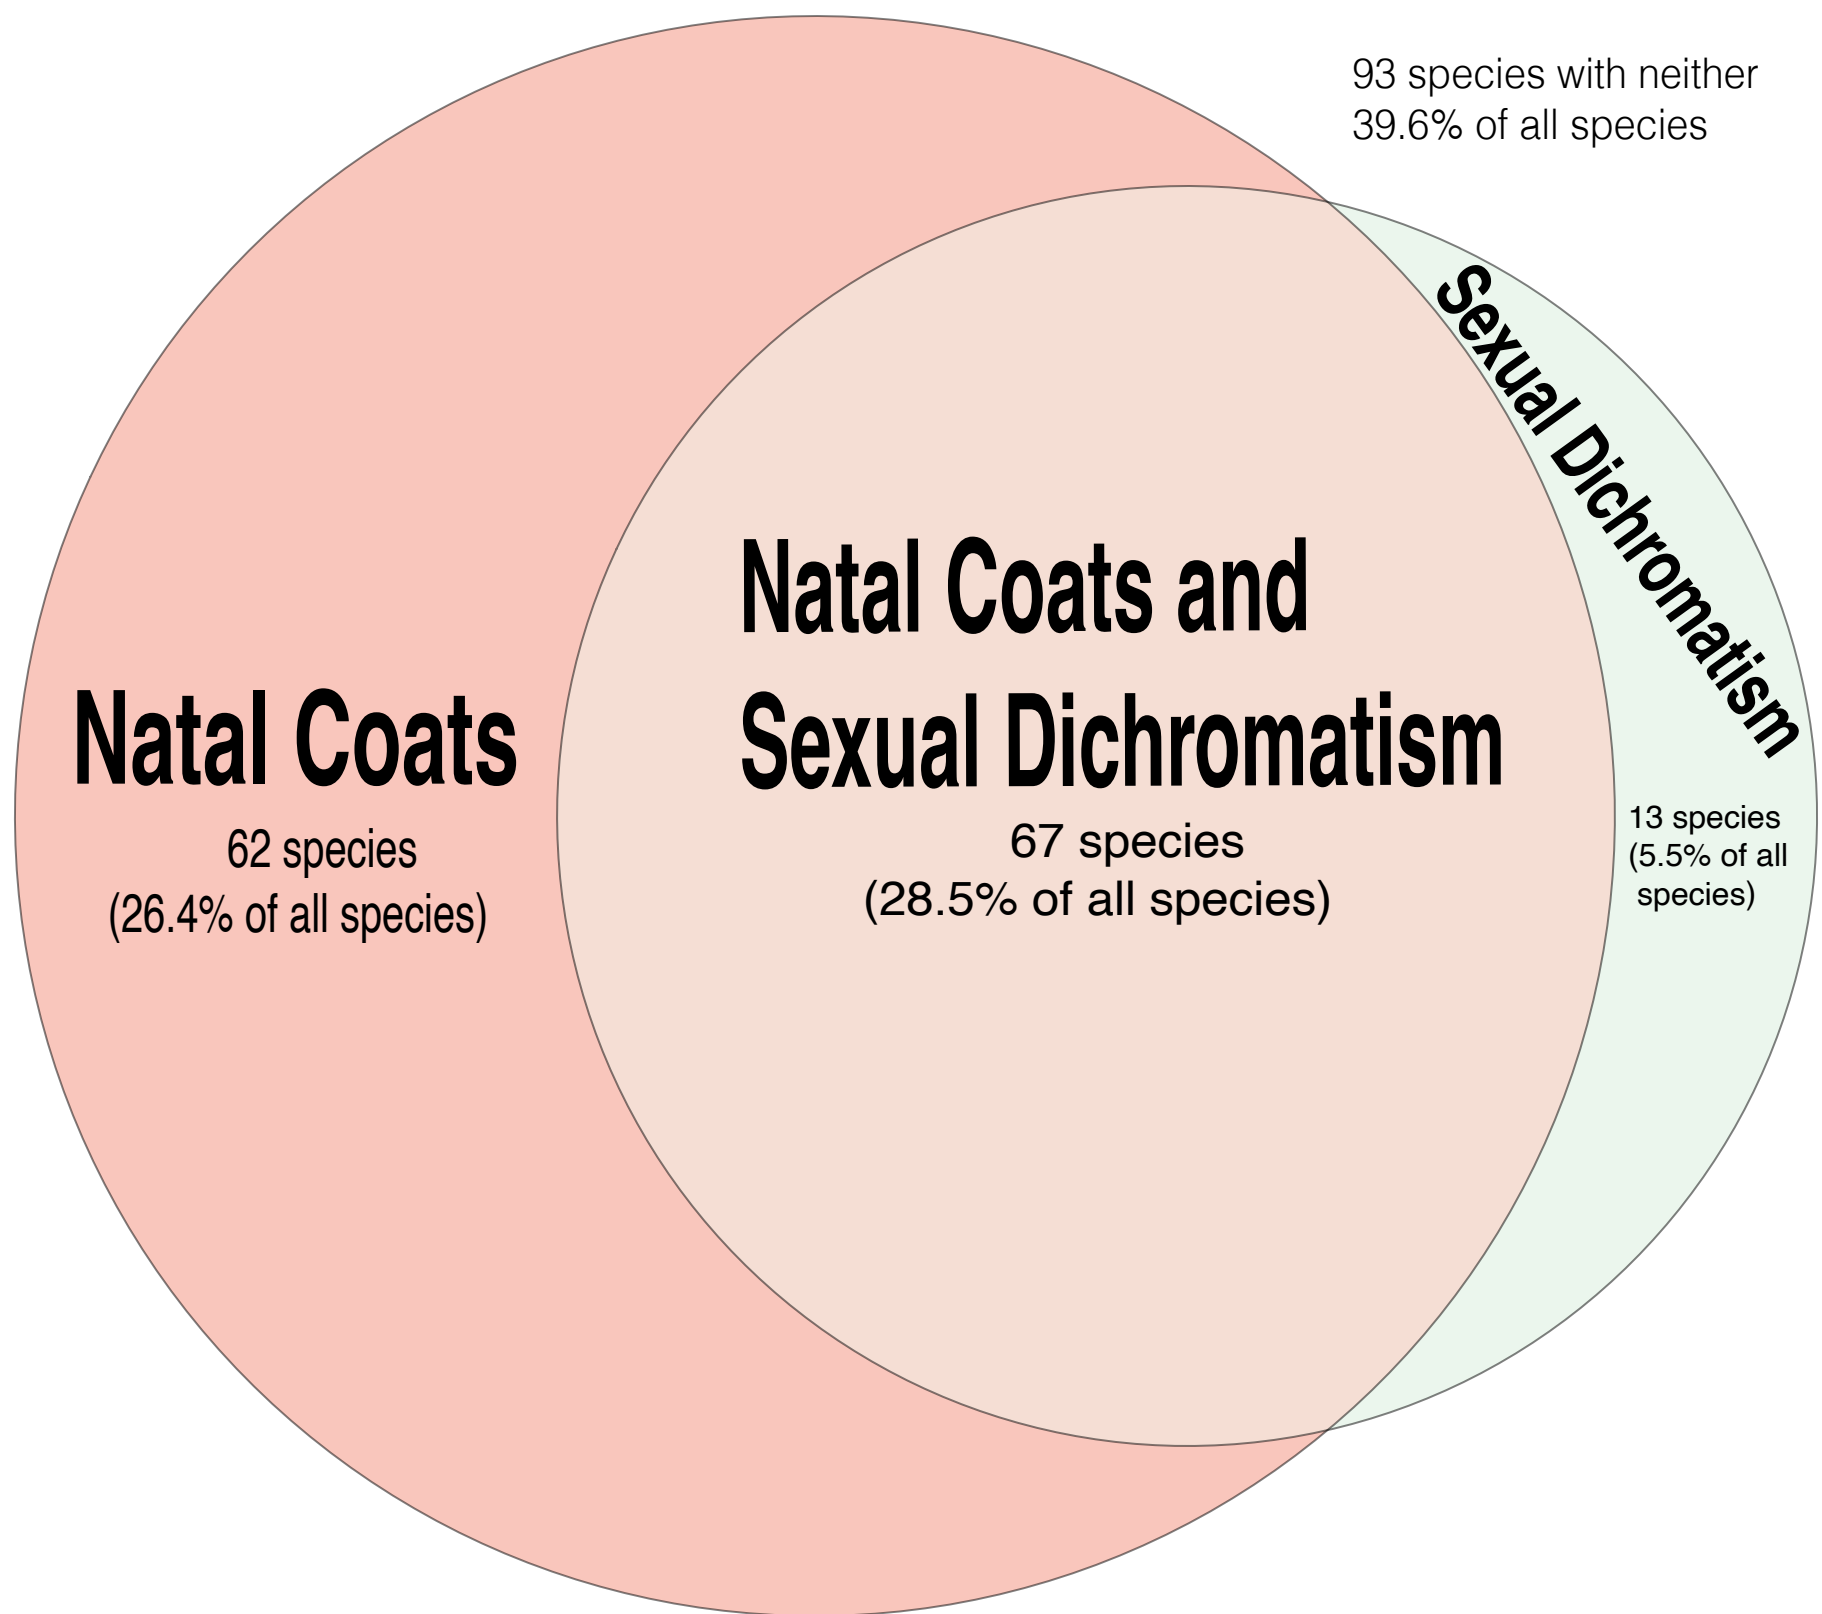 93 species with neither
39.6% of all species
Sexual Dichromatism
Natal Coats and
Sexual Dichromatism
67 species
(28.5% of all species)
Natal Coats
62 species
(26.4% of all species)
13 species
(5.5% of all
species)